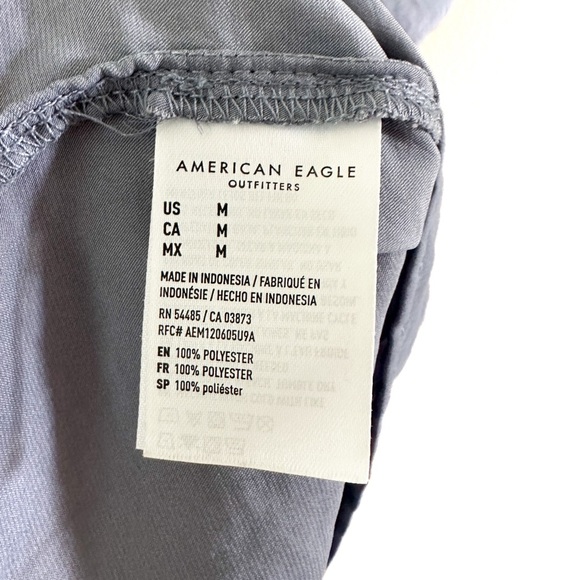 AMERICAN EAGLE
OUTFITTERS
US M
CA M
MX M
MADE IN INDONESIA / FABRIQUÉ EN
INDONÉSIE / HECHO EN INDONESIA
RN 54485 / CA 03873
RFC# AEM120605U9A
EN 100% POLYESTER
FR 100% POLYESTER
SP 100% poliéster